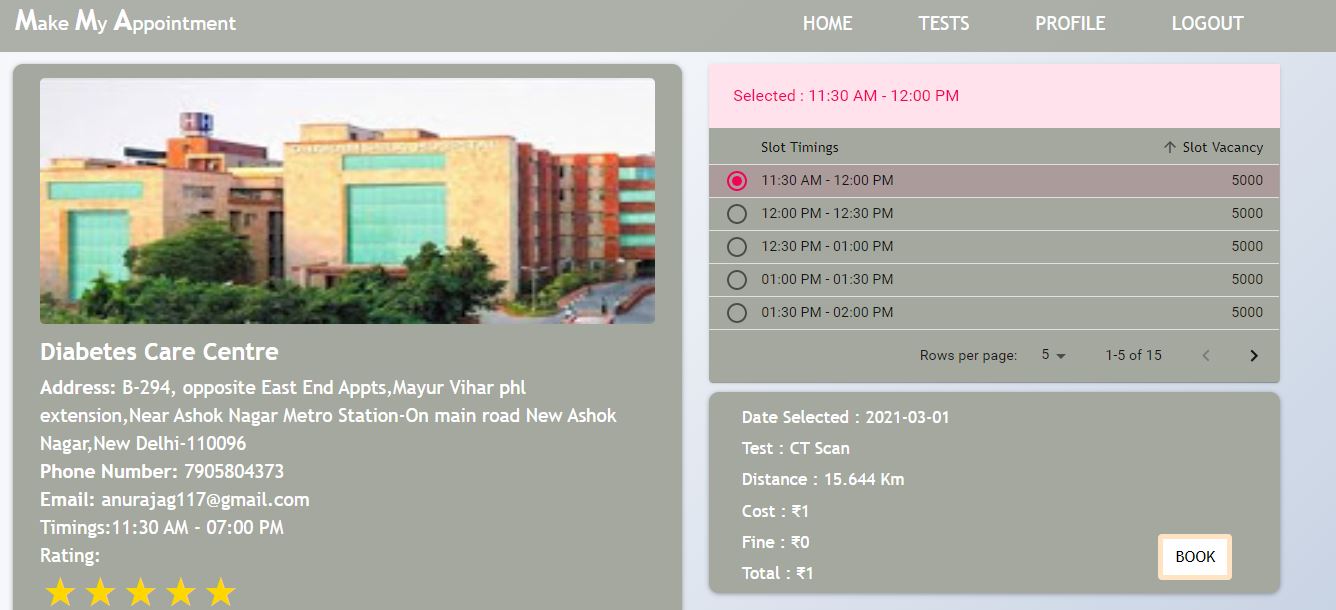 Make My Appointment
HOME TESTS PROFILE LOGOUT
Diabetes Care Centre
Address: B-294, opposite East End Appts,Mayur Vihar phl
extension,Near Ashok Nagar Metro Station-On main road New Ashok
Nagar,New Delhi-110096
Phone Number: 7905804373
Email: anurajag117@gmail.com
Timings:11:30 AM - 07:00 PM
Rating:
Selected : 11:30 AM - 12:00 PM
Slot Timings Slot Vacancy
11:30 AM - 12:00 PM 5000
12:00 PM - 12:30 PM 5000
12:30 PM - 01:00 PM 5000
01:00 PM - 01:30 PM 5000
01:30 PM - 02:00 PM 5000
Rows per page: 5 1-5 of 15
Date Selected : 2021-03-01
Test : CT Scan
Distance : 15.644 Km
Cost : ₹1
Fine : ₹0
Total : ₹1
BOOK